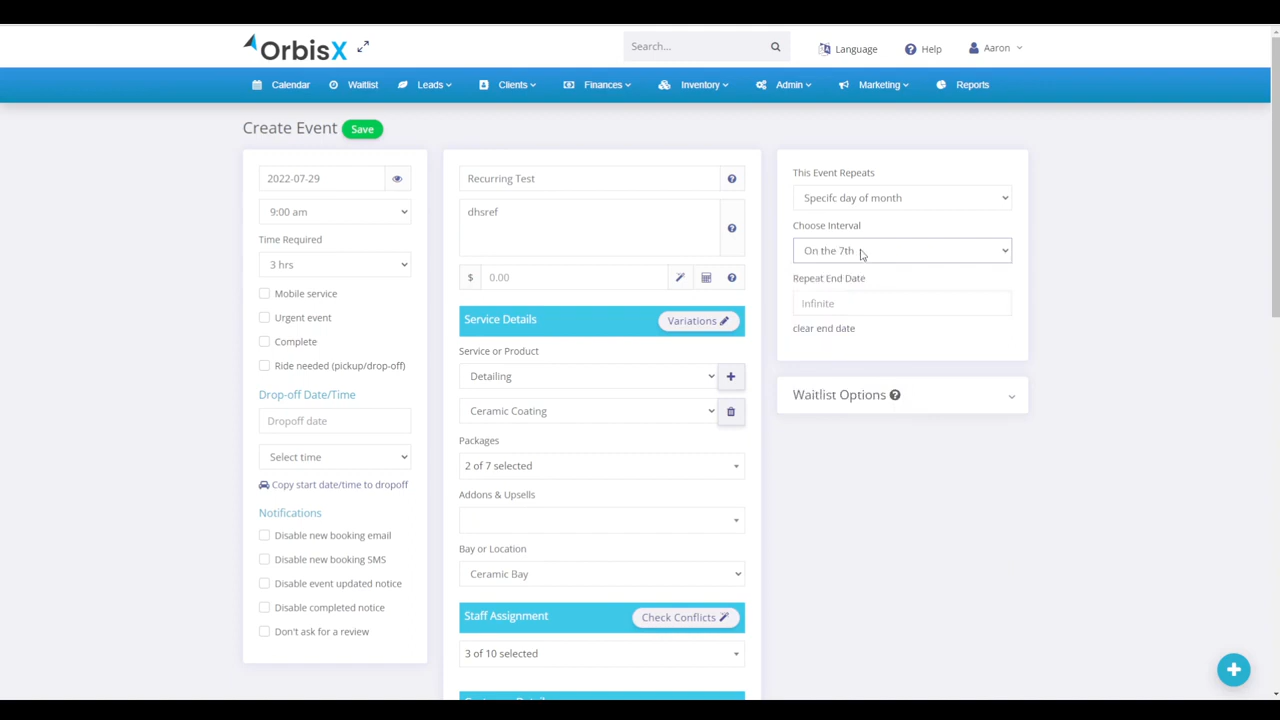 OrbisX
Search...
Language
Help
Aaron
Calendar
Waitlist
Leads
Clients
Finances
Inventory
Admin
Marketing
Reports
Create Event
Save
2022-07-29
9:00 am
Time Required
3 hrs
Mobile service
Urgent event
Complete
Ride needed (pickup/drop-off)
Drop-off Date/Time
Dropoff date
Select time
Copy start date/time to dropoff
Notifications
Disable new booking email
Disable new booking SMS
Disable event updated notice
Disable completed notice
Don't ask for a review
Recurring Test
dhsref
$ 0.00
Service Details
Variations
Service or Product
Detailing
Ceramic Coating
Packages
2 of 7 selected
Addons & Upsells
Bay or Location
Ceramic Bay
Staff Assignment
Check Conflicts
3 of 10 selected
This Event Repeats
Specifc day of month
Choose Interval
On the 7th
Repeat End Date
Infinite
clear end date
Waitlist Options